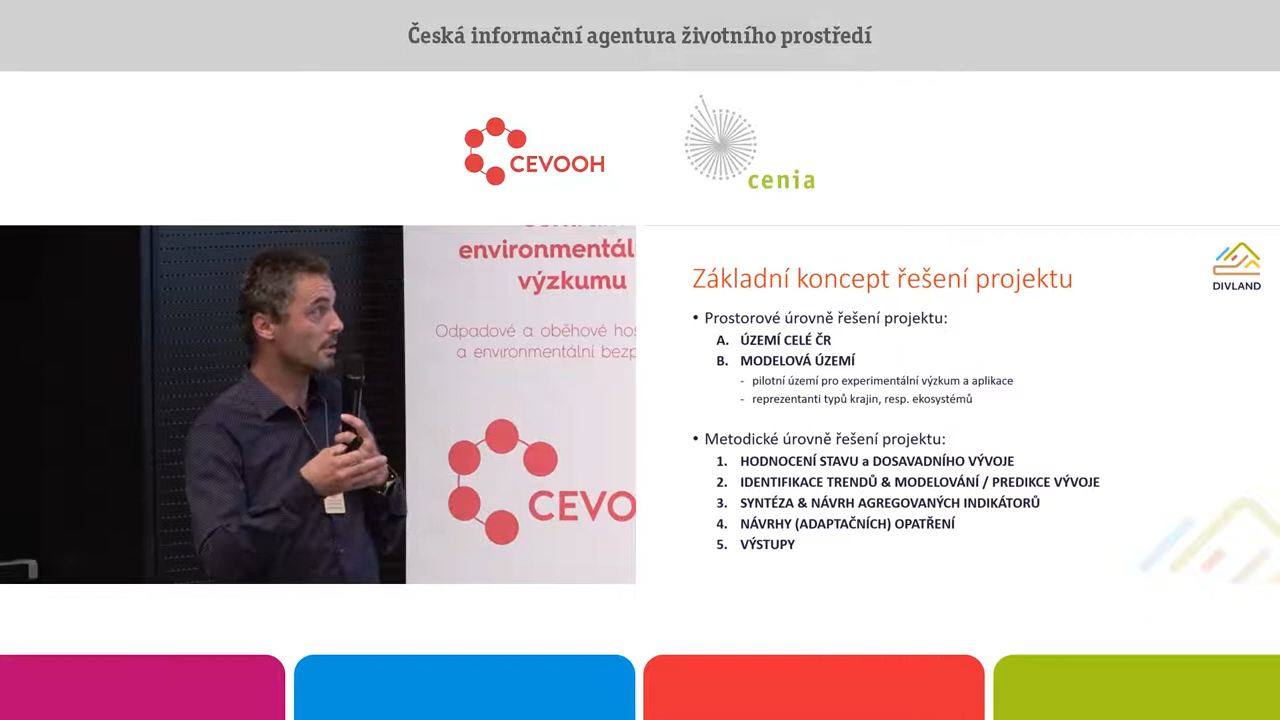 Česká informační agentura životního prostředí
CEVOOH
cenia
environmentál
výzkumu
Odpadové a oběhové hos
a environmentální bezp
CEVO
DIVLAND
Základní koncept řešení projektu
• Prostorové úrovně řešení projektu:
A. ÚZEMÍ CELÉ ČR
B. MODELOVÁ ÚZEMÍ
- pilotní území pro experimentální výzkum a aplikace
- reprezentanti typů krajin, resp. ekosystémů
• Metodické úrovně řešení projektu:
1. HODNOCENÍ STAVU a DOSAVADNÍHO VÝVOJE
2. IDENTIFIKACE TRENDŮ & MODELOVÁNÍ / PREDIKCE VÝVOJE
3. SYNTÉZA & NÁVRH AGREGOVANÝCH INDIKÁTORŮ
4. NÁVRHY (ADAPTAČNÍCH) OPATŘENÍ
5. VÝSTUPY